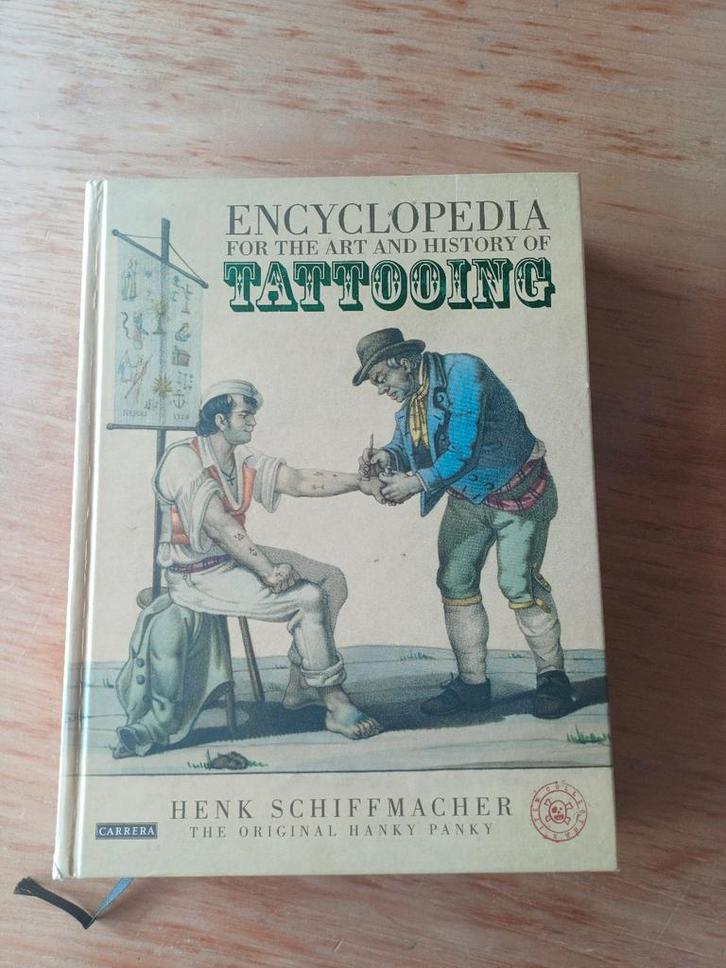 ENCYCLOPEDIA
FOR THE ART AND HISTORY OF
TATTOOING
HENK SCHIFFMACHER
CARRERA
THE ORIGINAL HANKY PANKY